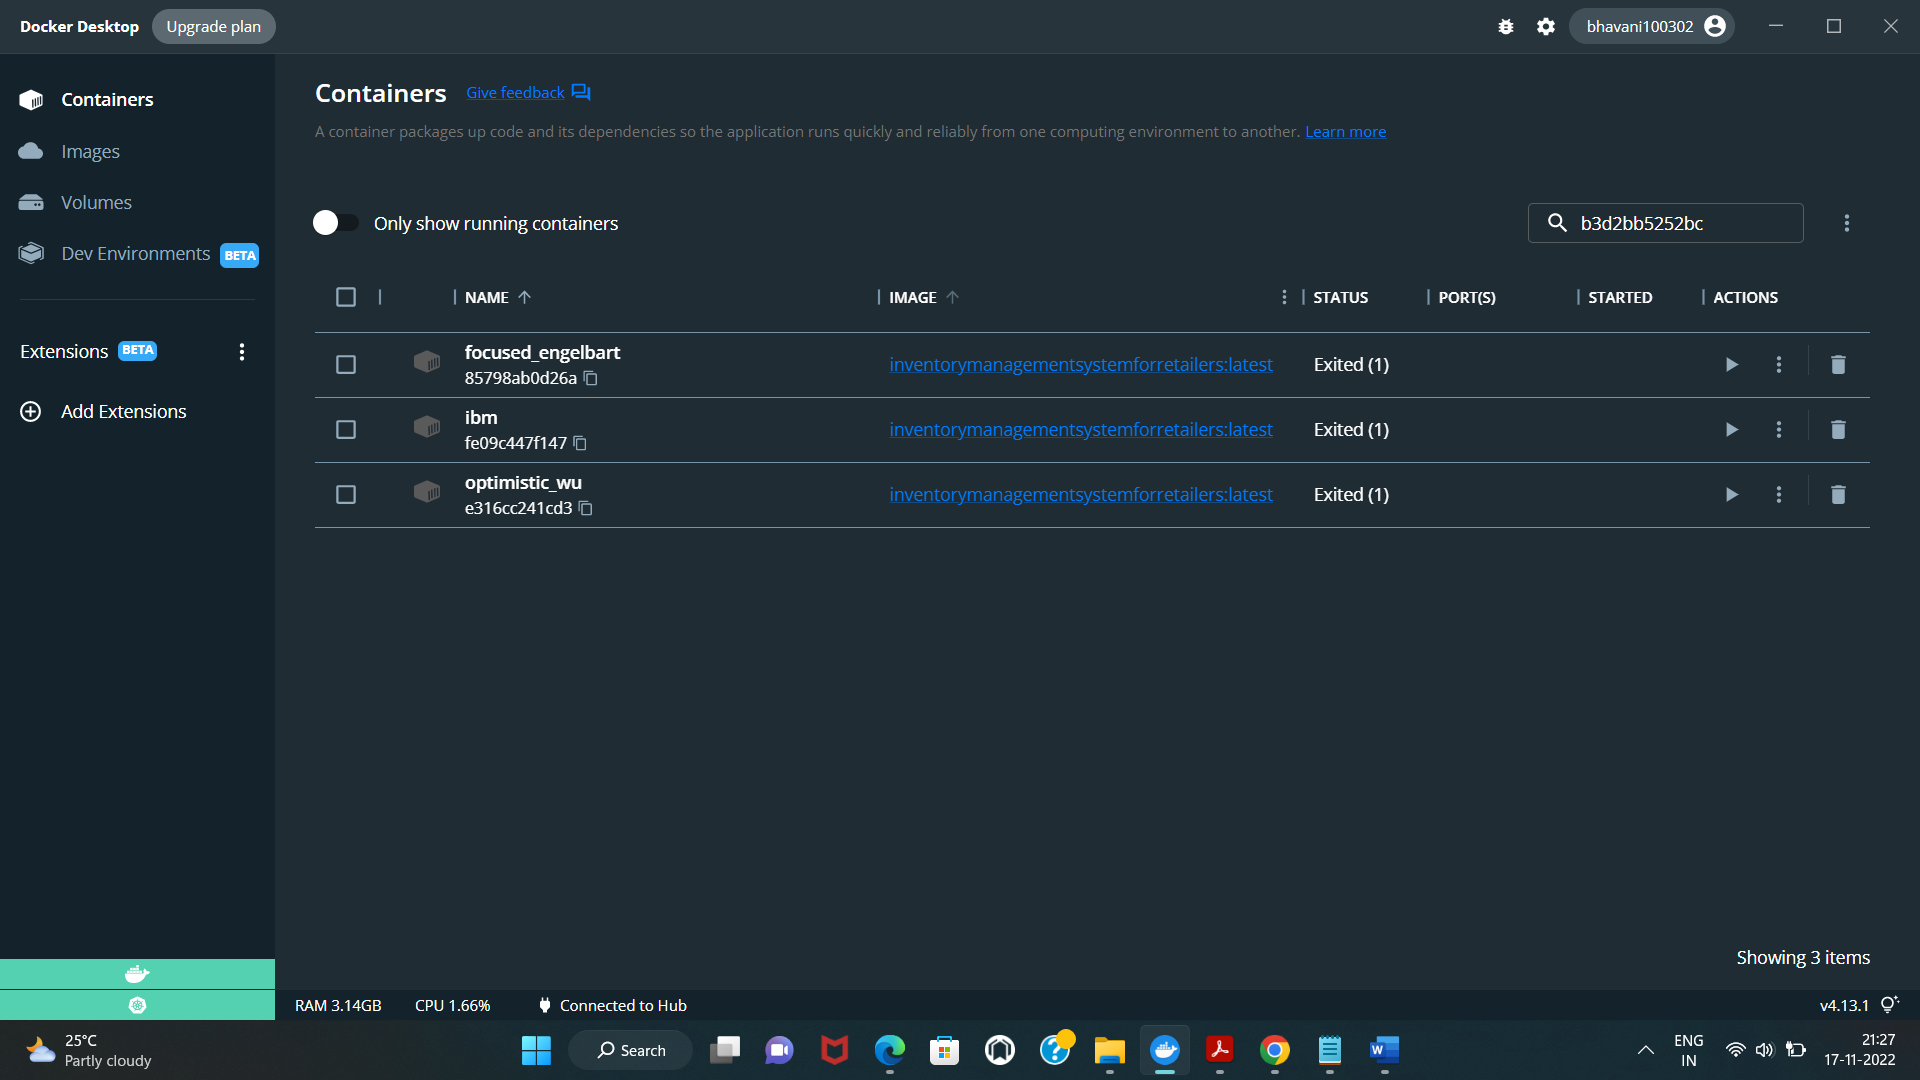 Docker Desktop Upgrade plan bhavani100302
Containers
Images
Volumes
Dev Environments BETA
Extensions BETA
Add Extensions
Containers Give feedback
A container packages up code and its dependencies so the application runs quickly and reliably from one computing environment to another. Learn more
Only show running containers b3d2bb5252bc
NAME IMAGE STATUS PORT(S) STARTED ACTIONS
focused_engelbart
85798ab0d26a inventorymanagementsystemforretailers:latest Exited (1)
ibm
fe09c447f147 inventorymanagementsystemforretailers:latest Exited (1)
optimistic_wu
e316cc241cd3 inventorymanagementsystemforretailers:latest Exited (1)
Showing 3 items
RAM 3.14GB CPU 1.66% Connected to Hub v4.13.1
25°C
Partly cloudy
Search
ENG
IN
21:27
17-11-2022